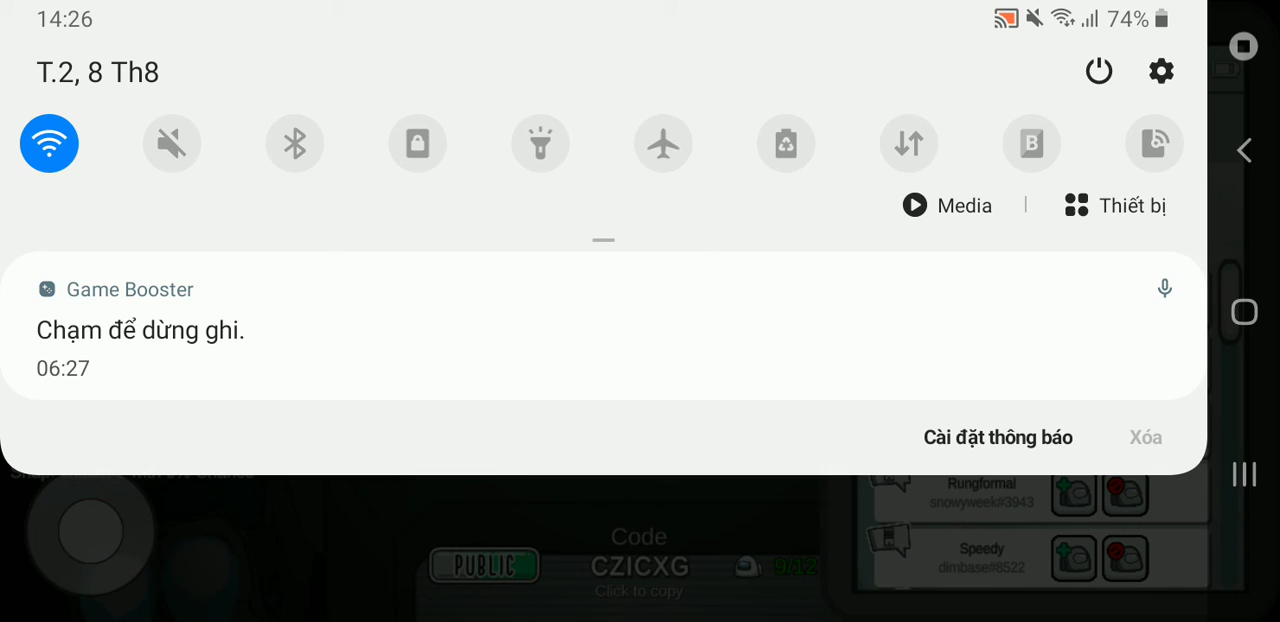 14:26
74%
T.2, 8 Th8
B
Media
Thiết bị
Game Booster
Chạm để dừng ghi.
06:27
Cài đặt thông báo
Xóa
Rungformal
snowyweek#3943
Code
Speedy
PUBLIC
CZICXG
9/12
dimbase#8522
Click to copy